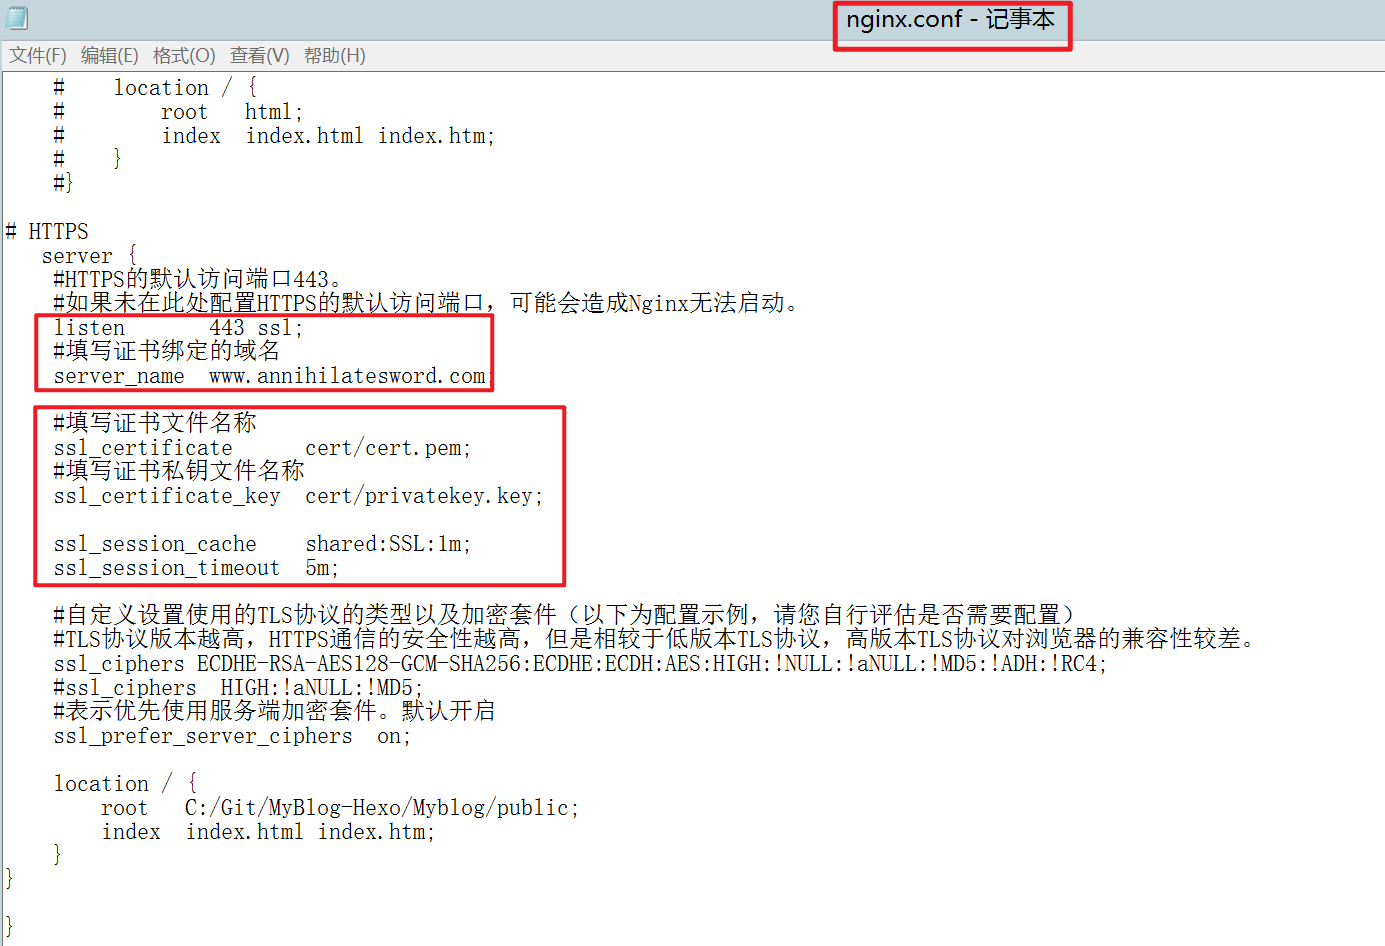 nginx.conf - 记事本
文件(F) 编辑(E) 格式(O) 查看(V) 帮助(H)
#    location / {
#        root   html;
#        index  index.html index.htm;
#    }
#}
# HTTPS
server {
#HTTPS的默认访问端口443。
#如果未在此处配置HTTPS的默认访问端口，可能会造成Nginx无法启动。
listen       443 ssl;
#填写证书绑定的域名
server_name  www.annihilatesword.com;
#填写证书文件名称
ssl_certificate      cert/cert.pem;
#填写证书私钥文件名称
ssl_certificate_key  cert/privatekey.key;
ssl_session_cache    shared:SSL:1m;
ssl_session_timeout  5m;
#自定义设置使用的TLS协议的类型以及加密套件（以下为配置示例，请您自行评估是否需要配置）
#TLS协议版本越高，HTTPS通信的安全性越高，但是相较于低版本TLS协议，高版本TLS协议对浏览器的兼容性较差。
ssl_ciphers ECDHE-RSA-AES128-GCM-SHA256:ECDHE:ECDH:AES:HIGH:!NULL:!aNULL:!MD5:!ADH:!RC4;
#ssl_ciphers  HIGH:!aNULL:!MD5;
#表示优先使用服务端加密套件。默认开启
ssl_prefer_server_ciphers  on;
location / {
root   C:/Git/MyBlog-Hexo/Myblog/public;
index  index.html index.htm;
}
}
}